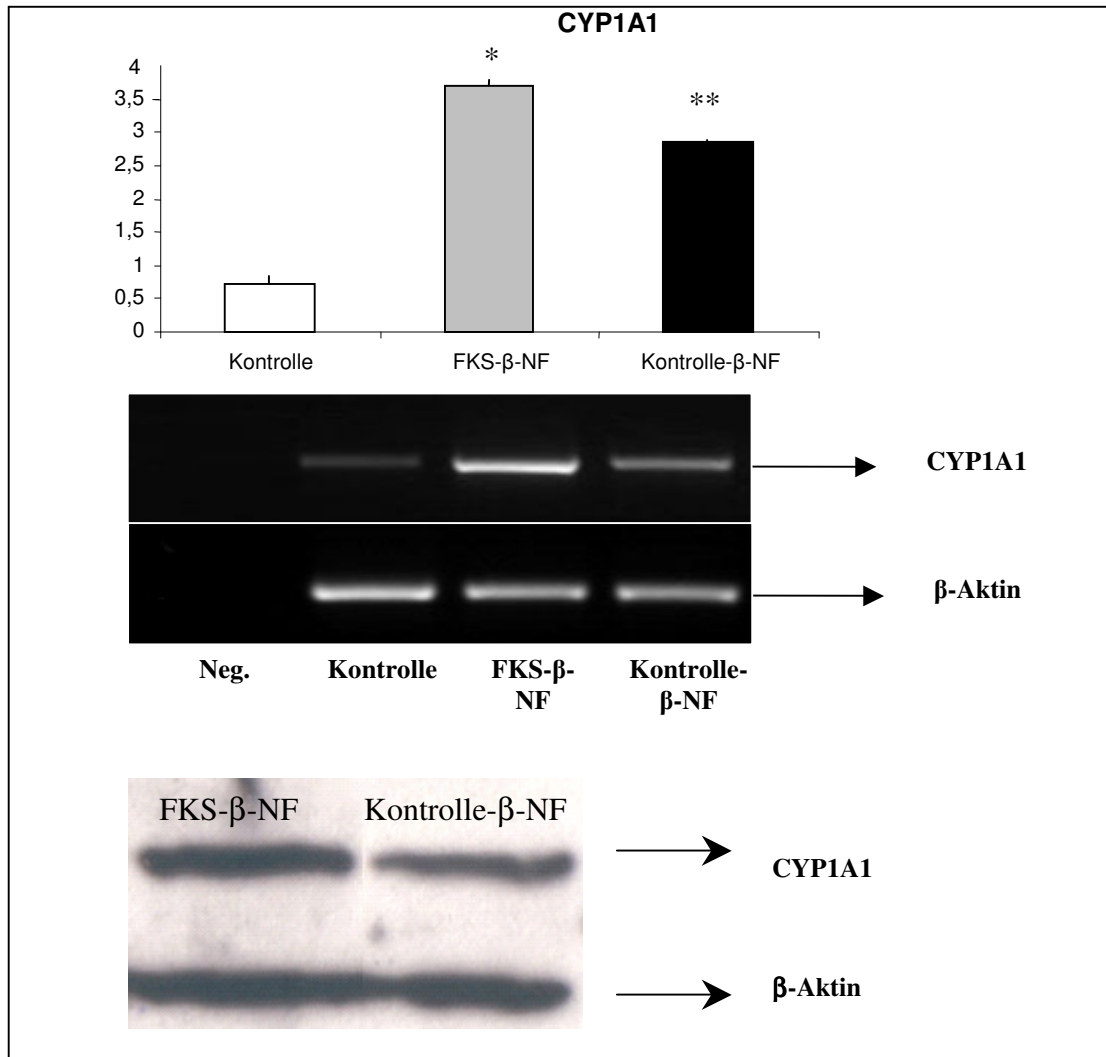 CYP1A1
4
3,5
3
2,5
2
1,5
1
0,5
0
*
**
Kontrolle FKS-β-NF Kontrolle-β-NF
CYP1A1
β-Aktin
Neg. Kontrolle FKS-β- Kontrolle-
NF β-NF
FKS-β-NF Kontrolle-β-NF
CYP1A1
β-Aktin